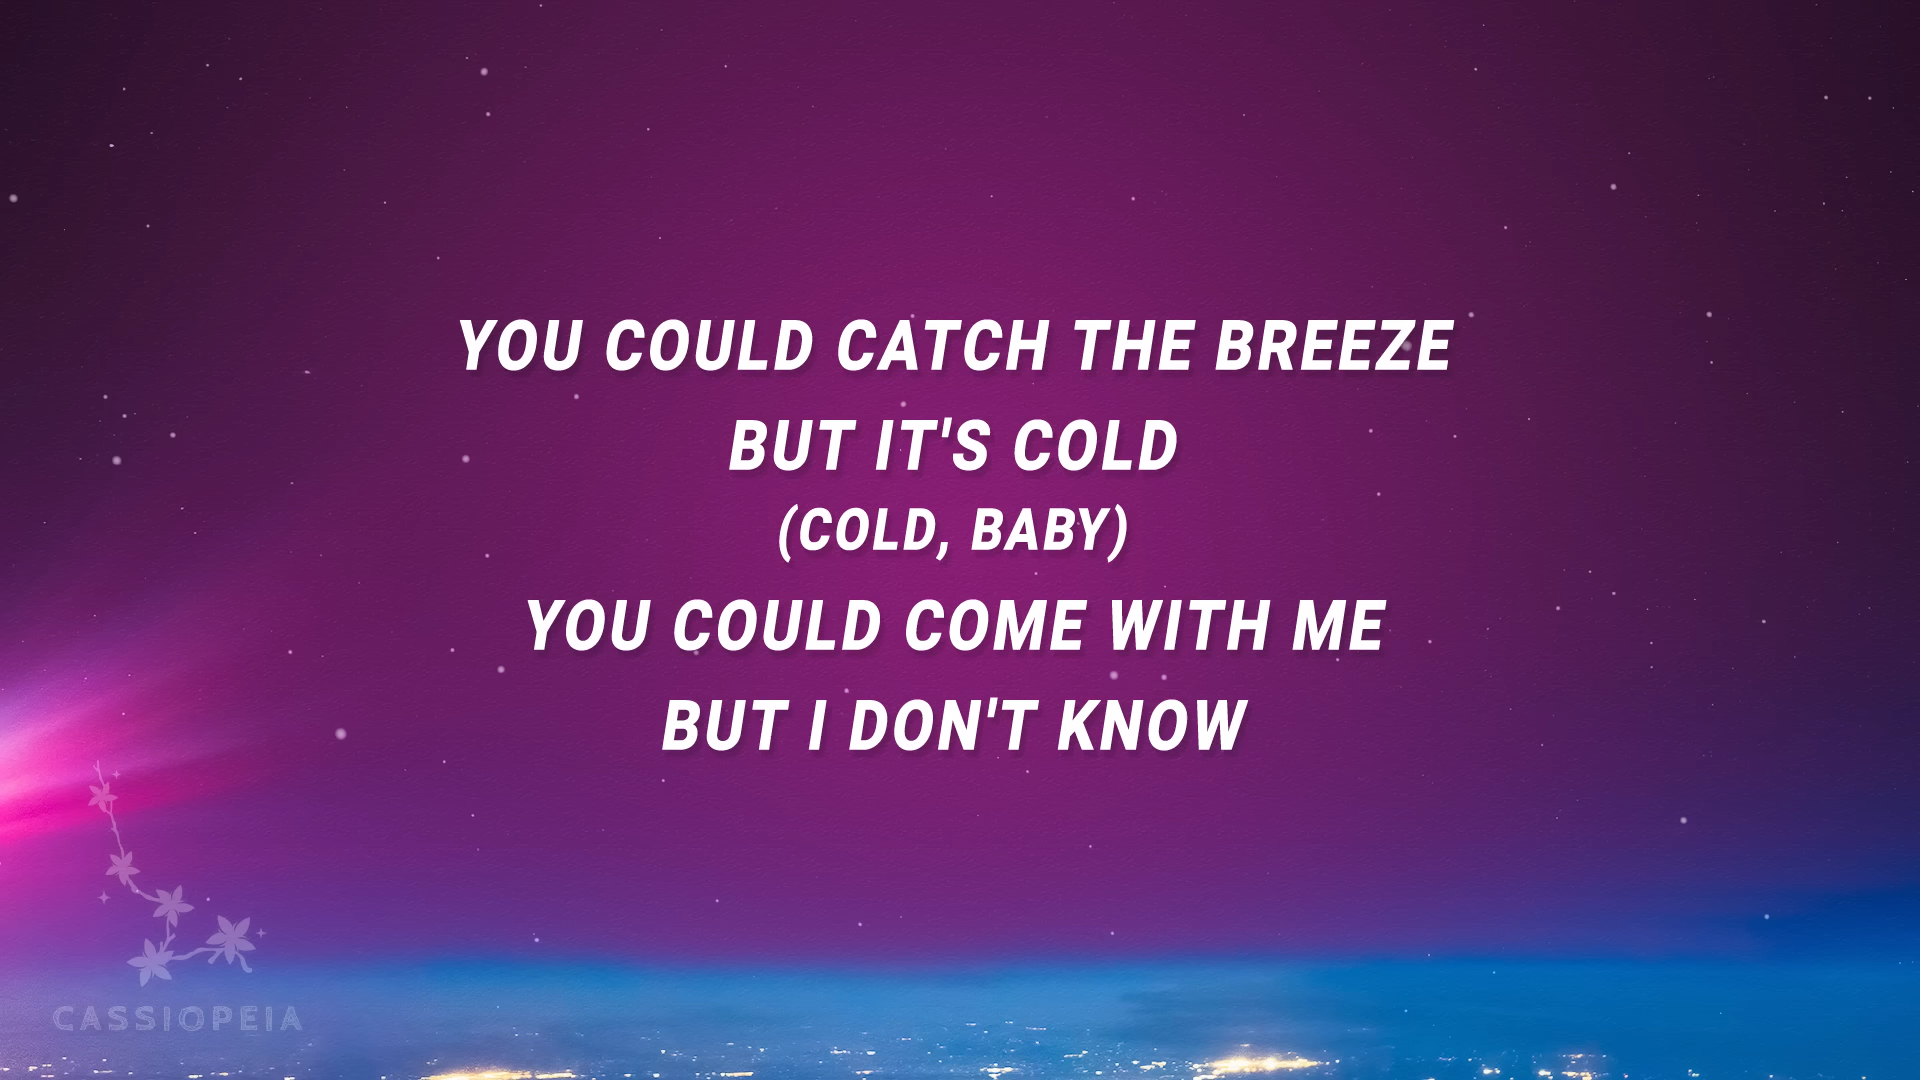 YOU COULD CATCH THE BREEZE
BUT IT'S COLD
(COLD, BABY)
YOU COULD COME WITH ME
BUT I DON'T KNOW
CASSIOPEIA